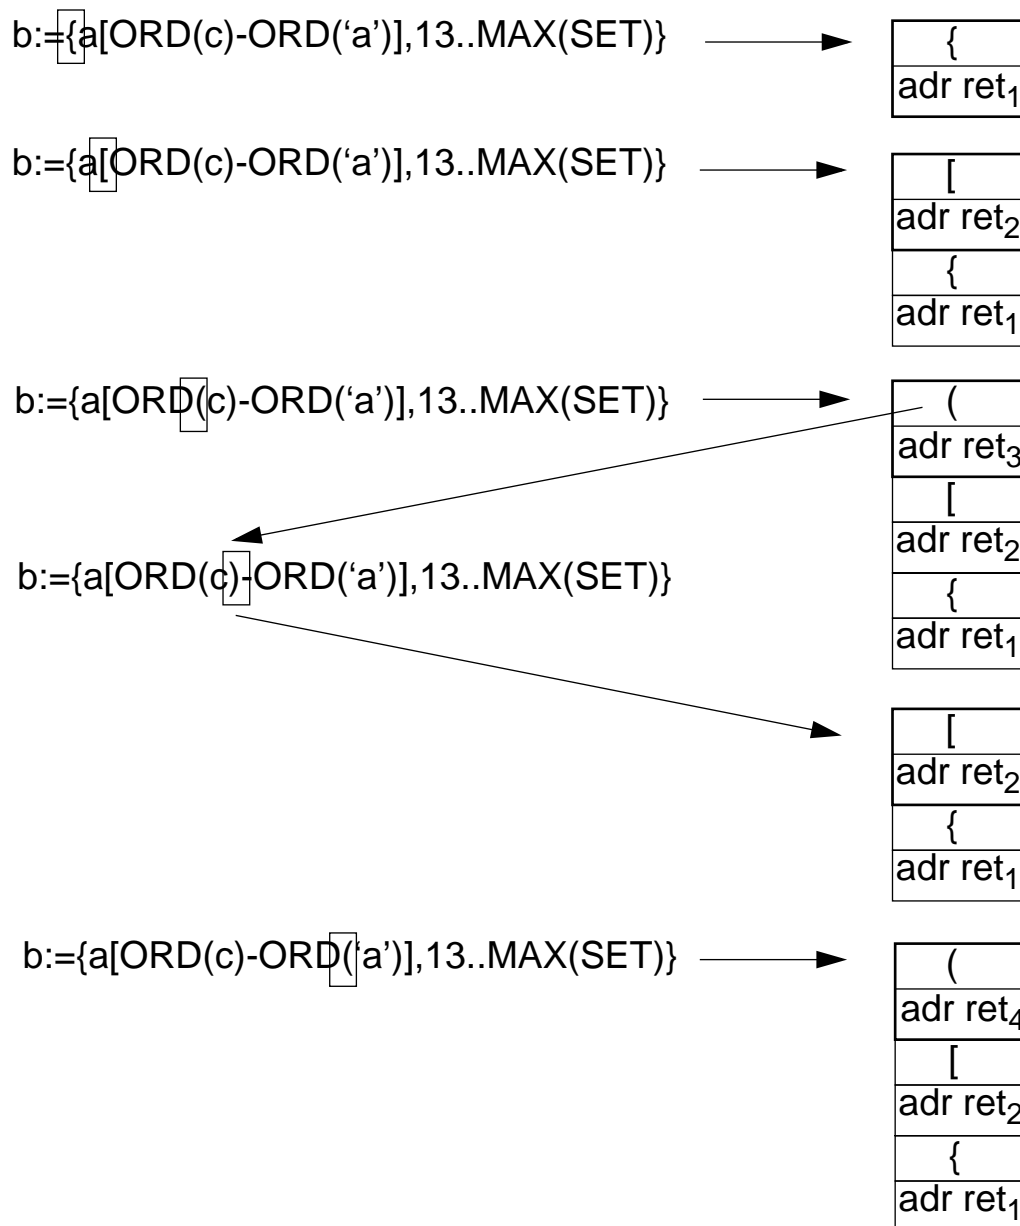 b:={a[ORD(c)-ORD(‘a’)],13..MAX(SET)}
{
adr ret1
b:={a[ORD(c)-ORD(‘a’)],13..MAX(SET)}
[
adr ret2
{
adr ret1
b:={a[ORD(c)-ORD(‘a’)],13..MAX(SET)}
(
adr ret3
[
adr ret2
{
adr ret1
b:={a[ORD(c)-ORD(‘a’)],13..MAX(SET)}
[
adr ret2
{
adr ret1
b:={a[ORD(c)-ORD(‘a’)],13..MAX(SET)}
(
adr ret4
[
adr ret2
{
adr ret1